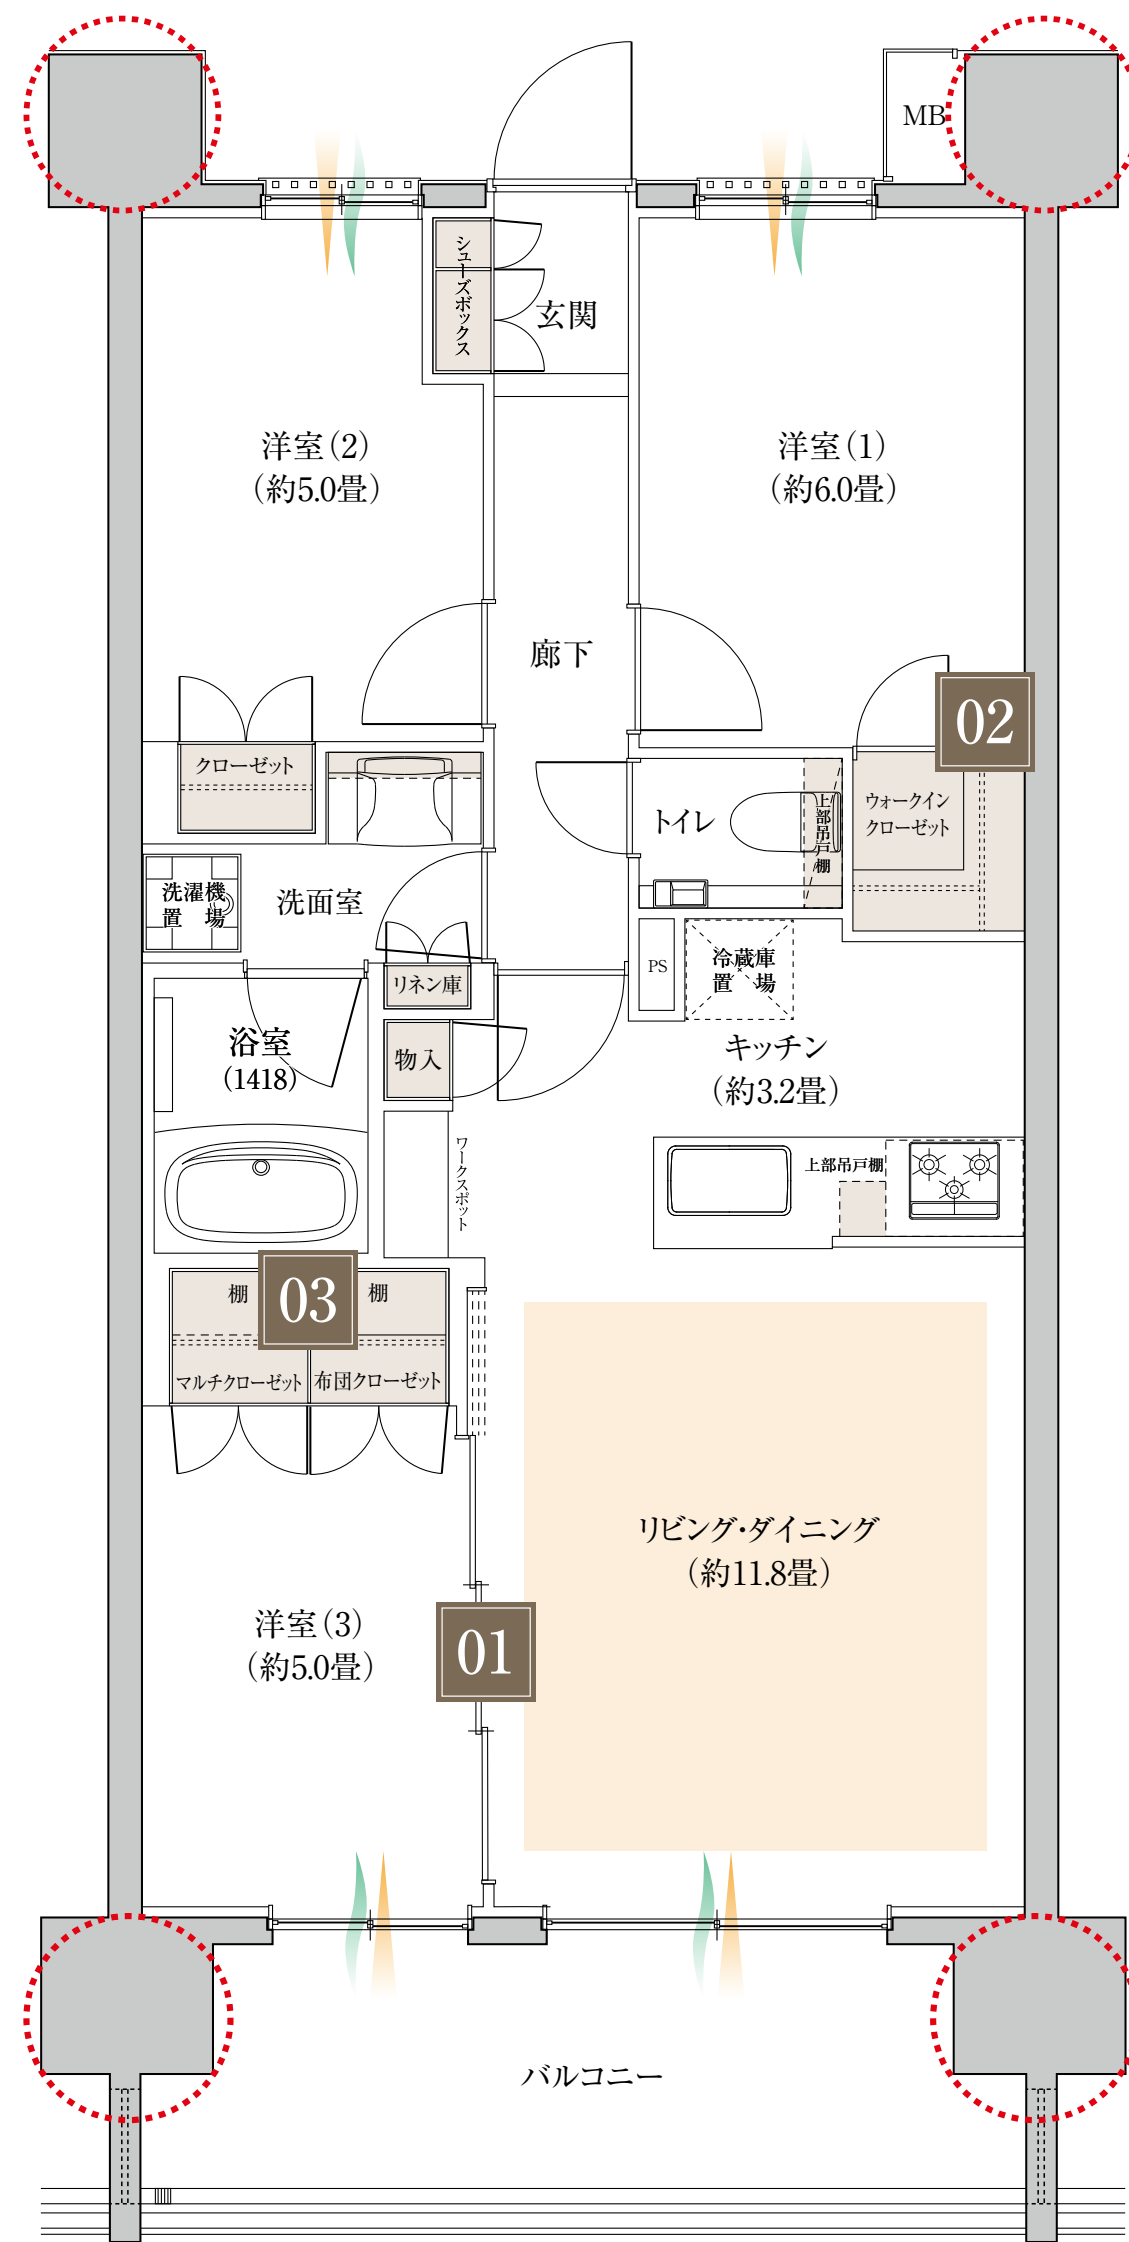 MB
シューズボックス
玄関
洋室(2)
(約5.0畳)
洋室(1)
(約6.0畳)
廊下
02
クローゼット
トイレ
上部吊戸棚
ウォークイン
クローゼット
洗濯機
置 場
洗面室
リネン庫
PS
冷蔵庫
置 場
浴室
(1418)
物入
キッチン
(約3.2畳)
ワークスポット
上部吊戸棚
棚
03
棚
マルチクローゼット
布団クローゼット
リビング・ダイニング
(約11.8畳)
洋室(3)
(約5.0畳)
01
バルコニー